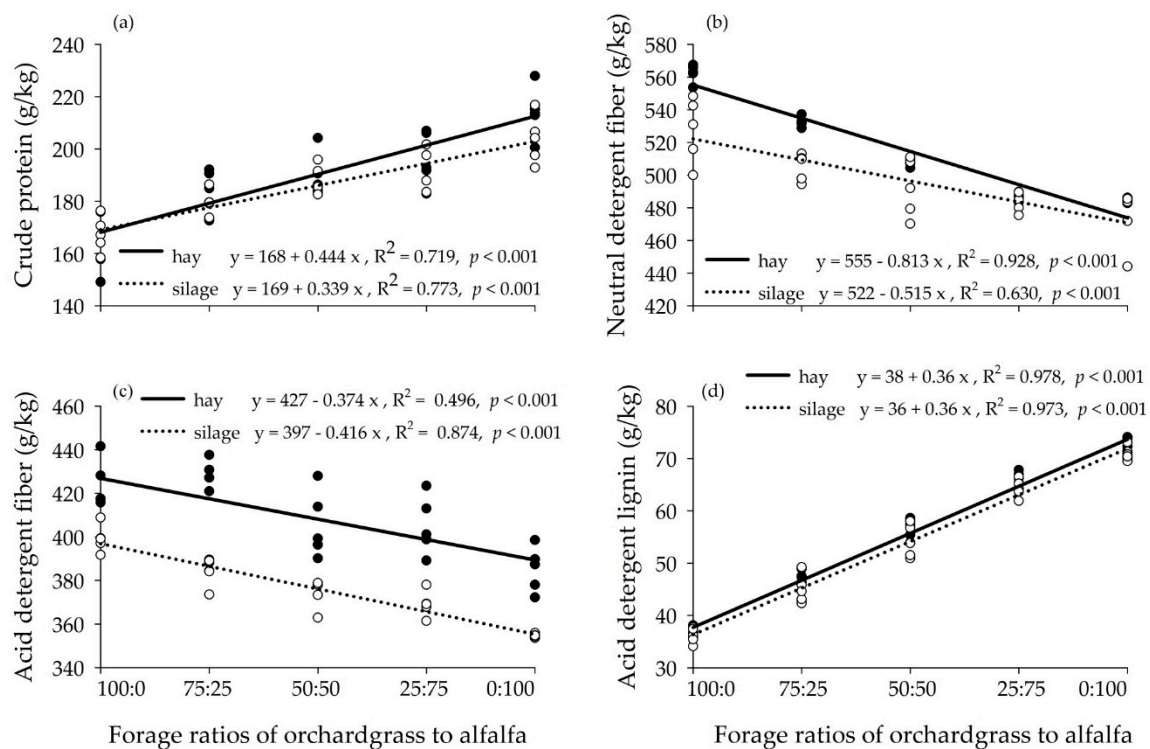 (a)
Crude protein (g/kg)
240
220
200
180
160
140
hay y = 168 + 0.444 x , R² = 0.719, p < 0.001
silage y = 169 + 0.339 x , R² = 0.773, p < 0.001
(b)
Neutral detergent fiber (g/kg)
580
560
540
520
500
480
460
440
420
hay y = 555 - 0.813 x , R² = 0.928, p < 0.001
silage y = 522 - 0.515 x , R² = 0.630, p < 0.001
(c)
Acid detergent fiber (g/kg)
hay y = 427 - 0.374 x , R² = 0.496, p < 0.001
silage y = 397 - 0.416 x , R² = 0.874, p < 0.001
460
440
420
400
380
360
340
100:0 75:25 50:50 25:75 0:100
Forage ratios of orchardgrass to alfalfa
hay y = 38 + 0.36 x , R² = 0.978, p < 0.001
silage y = 36 + 0.36 x , R² = 0.973, p < 0.001
(d)
Acid detergent lignin (g/kg)
80
70
60
50
40
30
100:0 75:25 50:50 25:75 0:100
Forage ratios of orchardgrass to alfalfa